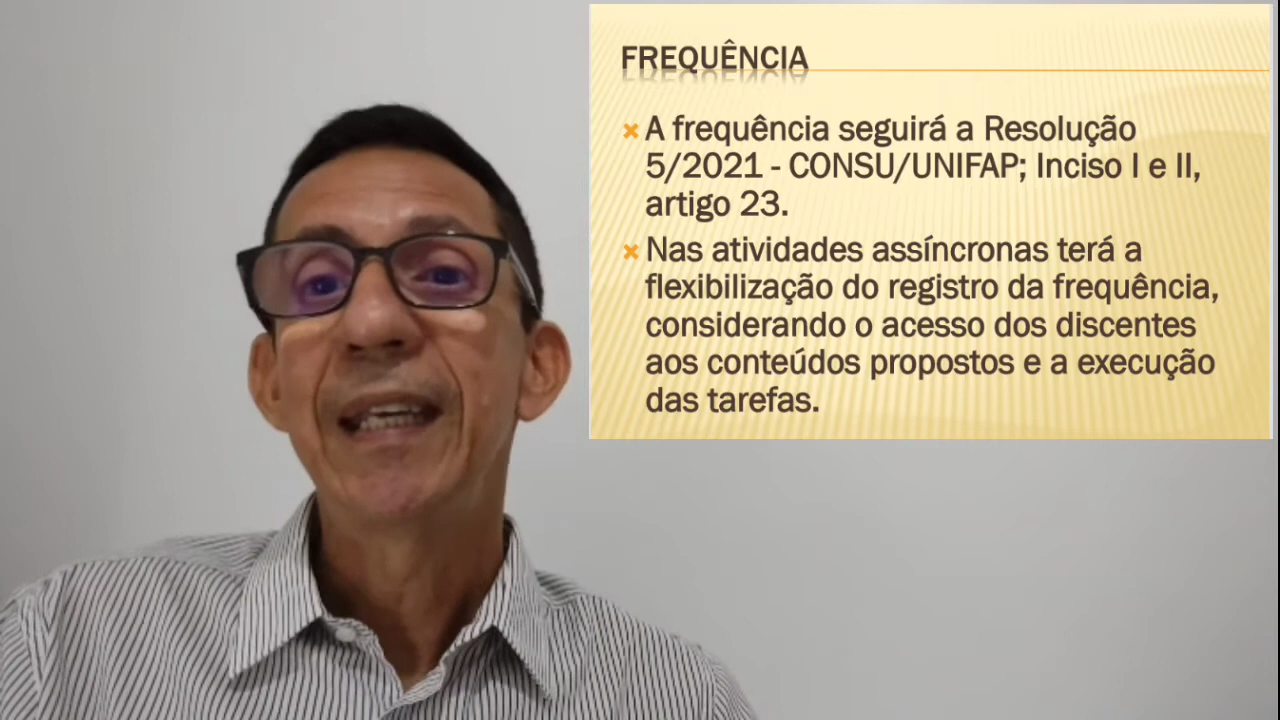 FREQUÊNCIA
A frequência seguirá a Resolução
5/2021 - CONSU/UNIFAP; Inciso I e II,
artigo 23.
Nas atividades assíncronas terá a
flexibilização do registro da frequência,
considerando o acesso dos discentes
aos conteúdos propostos e a execução
das tarefas.